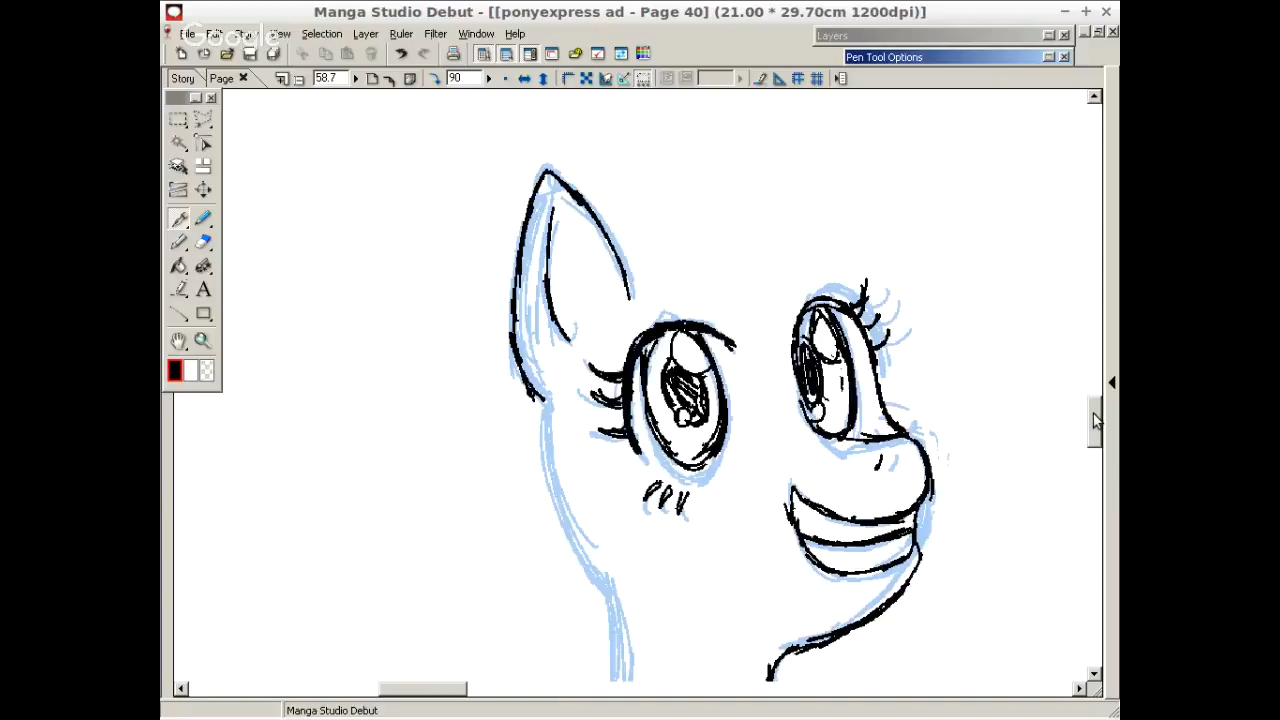 Manga Studio Debut - [[ponyexpress ad - Page 40] (21.00 * 29.70cm 1200dpi)]
Google
File Edit Story View Selection Layer Ruler Filter Window Help
Layers
Pen Tool Options
Story Page 58.7 90
A
Manga Studio Debut